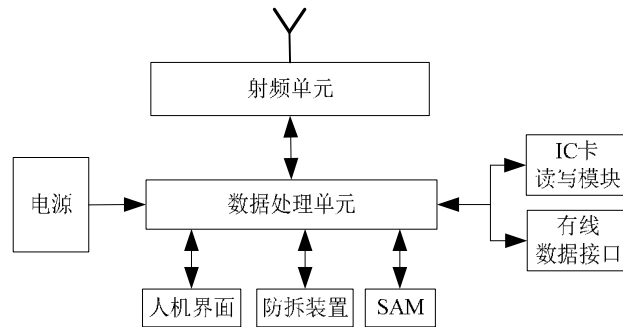 射频单元
IC卡
读写模块
电源
数据处理单元
有线
数据接口
人机界面
防拆装置
SAM